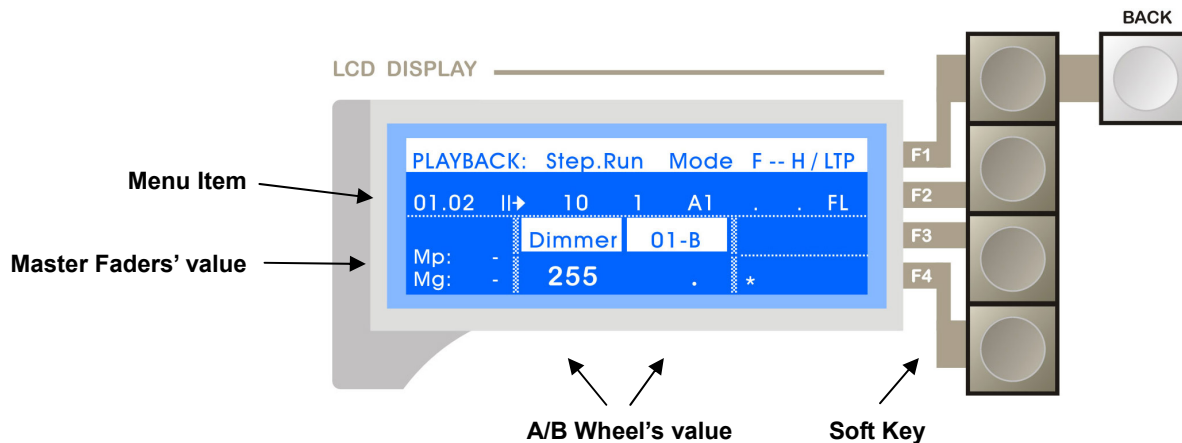 BACK
LCD DISPLAY
PLAYBACK: Step.Run Mode F -- H / LTP
F1
Menu Item
01.02 II➔ 10 1 A1 . . FL
F2
Dimmer 01-B
F3
Master Faders' value
Mp: -
Mg: - 255 . *
F4
A/B Wheel's value
Soft Key